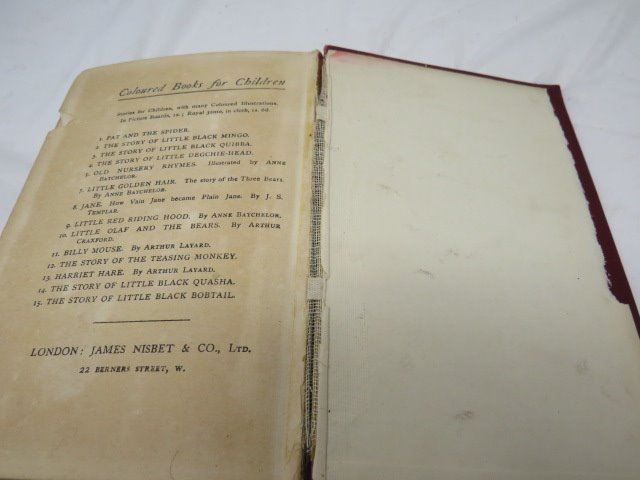 Coloured Books for Children
Stories for Children, with many Coloured Illustrations.
In Picture Boards, 1s.; Royal 32mo, in cloth, 1s. 6d.
1. PAT AND THE SPIDER.
2. THE STORY OF LITTLE BLACK MINGO.
3. THE STORY OF LITTLE BLACK QUIBBA.
4. THE STORY OF LITTLE DEGCHIE-HEAD.
5. OLD NURSERY RHYMES. Illustrated by ANNE
BATCHELOR.
7. LITTLE GOLDEN HAIR. The story of the Three Bears.
By ANNE BATCHELOR.
8. JANE. How Vain Jane became Plain Jane. By J. S.
TEMPLAR.
9. LITTLE RED RIDING HOOD. By ANNE BATCHELOR.
10. LITTLE OLAF AND THE BEARS. By ARTHUR
CRAXFORD.
11. BILLY MOUSE. By ARTHUR LAYARD.
12. THE STORY OF THE TEASING MONKEY.
13. HARRIET HARE. By ARTHUR LAYARD.
14. THE STORY OF LITTLE BLACK QUASHA.
15. THE STORY OF LITTLE BLACK BOBTAIL.
LONDON: JAMES NISBET & CO., LTD.
22 BERNERS STREET, W.